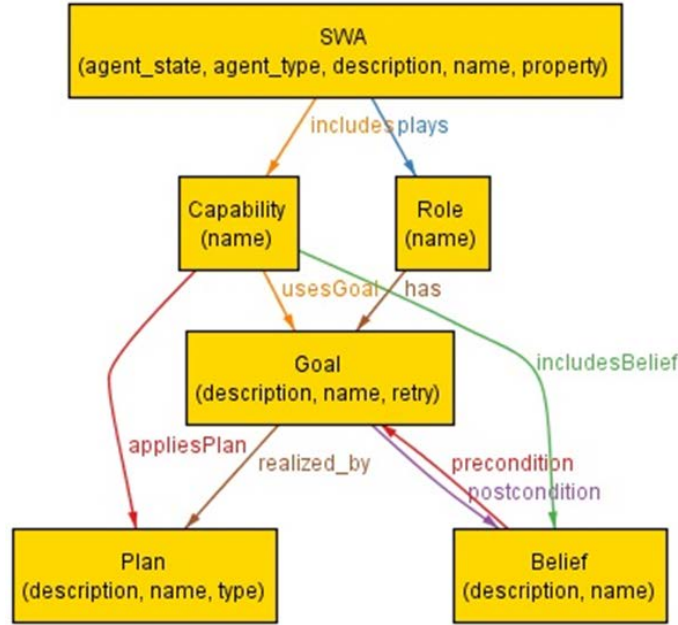 SWA
(agent_state, agent_type, description, name, property)
includes plays
Capability
(name)
Role
(name)
usesGoal has
Goal
(description, name, retry)
includesBelief
appliesPlan
realized_by
precondition
postcondition
Plan
(description, name, type)
Belief
(description, name)